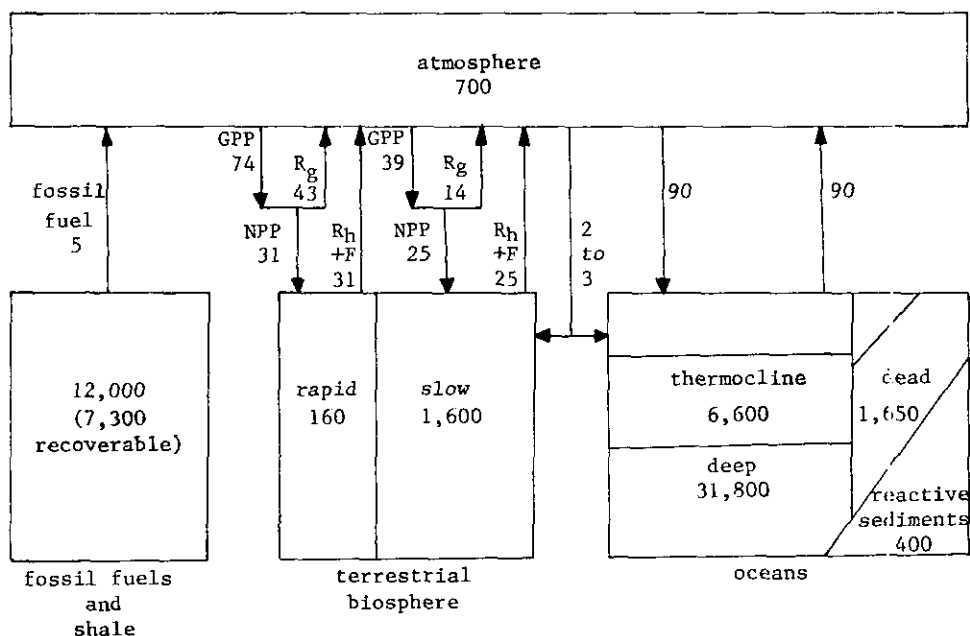 atmosphere
700
fossil
fuel
5
GPP
74
Rg
43
NPP
31
Rh
+F
31
GPP
39
Rg
14
NPP
25
Rh
+F
25
2
to
3
90
90
12,000
(7,300
recoverable)
rapid
160
slow
1,600
thermocline
6,600
deep
31,800
dead
1,650
reactive
sediments
400
fossil fuels
and
shale
terrestrial
biosphere
oceans